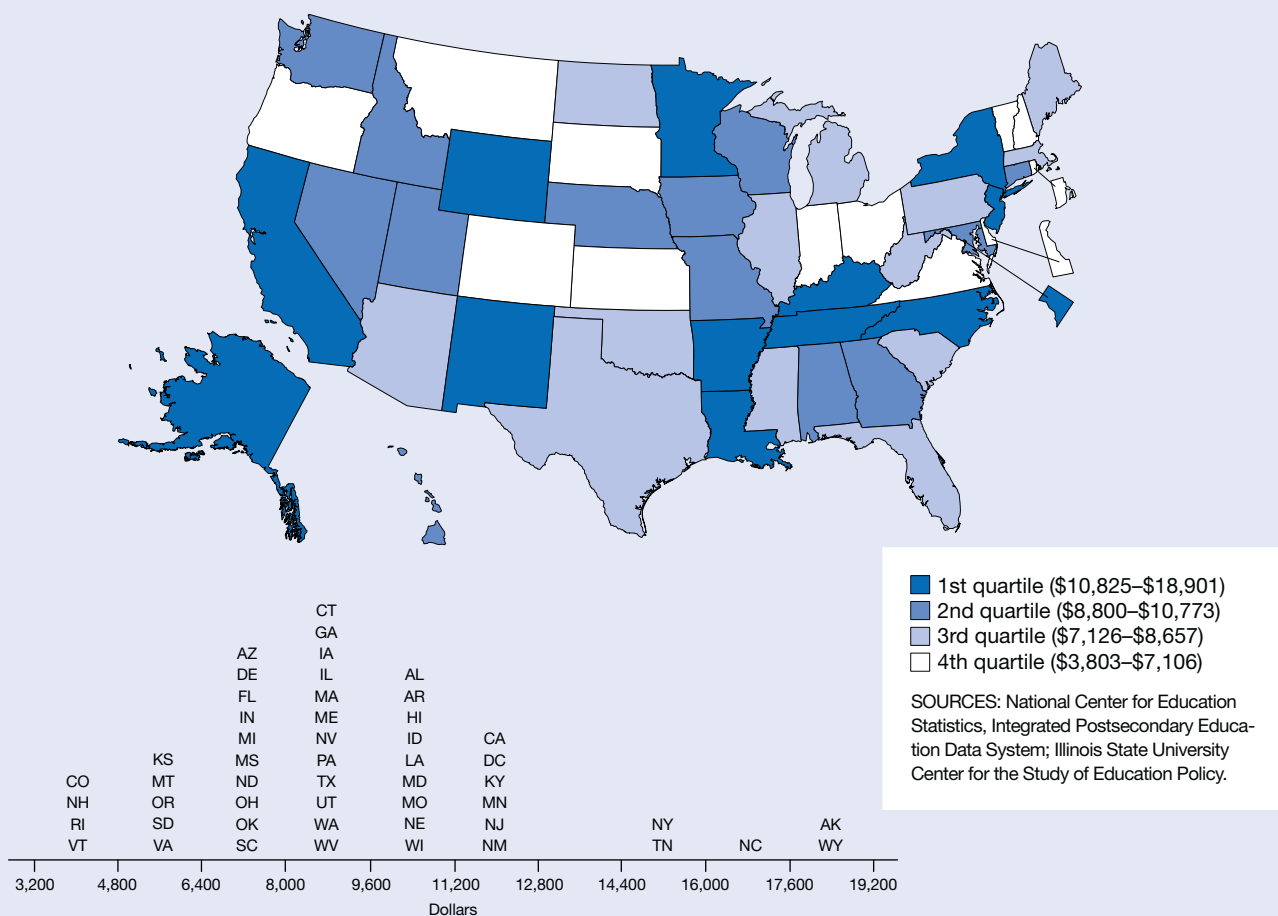 1st quartile ($10,825–$18,901)
2nd quartile ($8,800–$10,773)
3rd quartile ($7,126–$8,657)
4th quartile ($3,803–$7,106)
SOURCES: National Center for Education
Statistics, Integrated Postsecondary Educa-
tion Data System; Illinois State University
Center for the Study of Education Policy.
CT
GA
AZ IA
DE IL AL
FL MA AR
IN ME HI
MI NV ID CA
KS MS PA LA DC
CO MT ND TX MD KY
NH OR OH UT MO MN
RI SD OK WA NE NJ NY AK
VT VA SC WV WI NM TN NC WY
3,200 4,800 6,400 8,000 9,600 11,200 12,800 14,400 16,000 17,600 19,200
Dollars